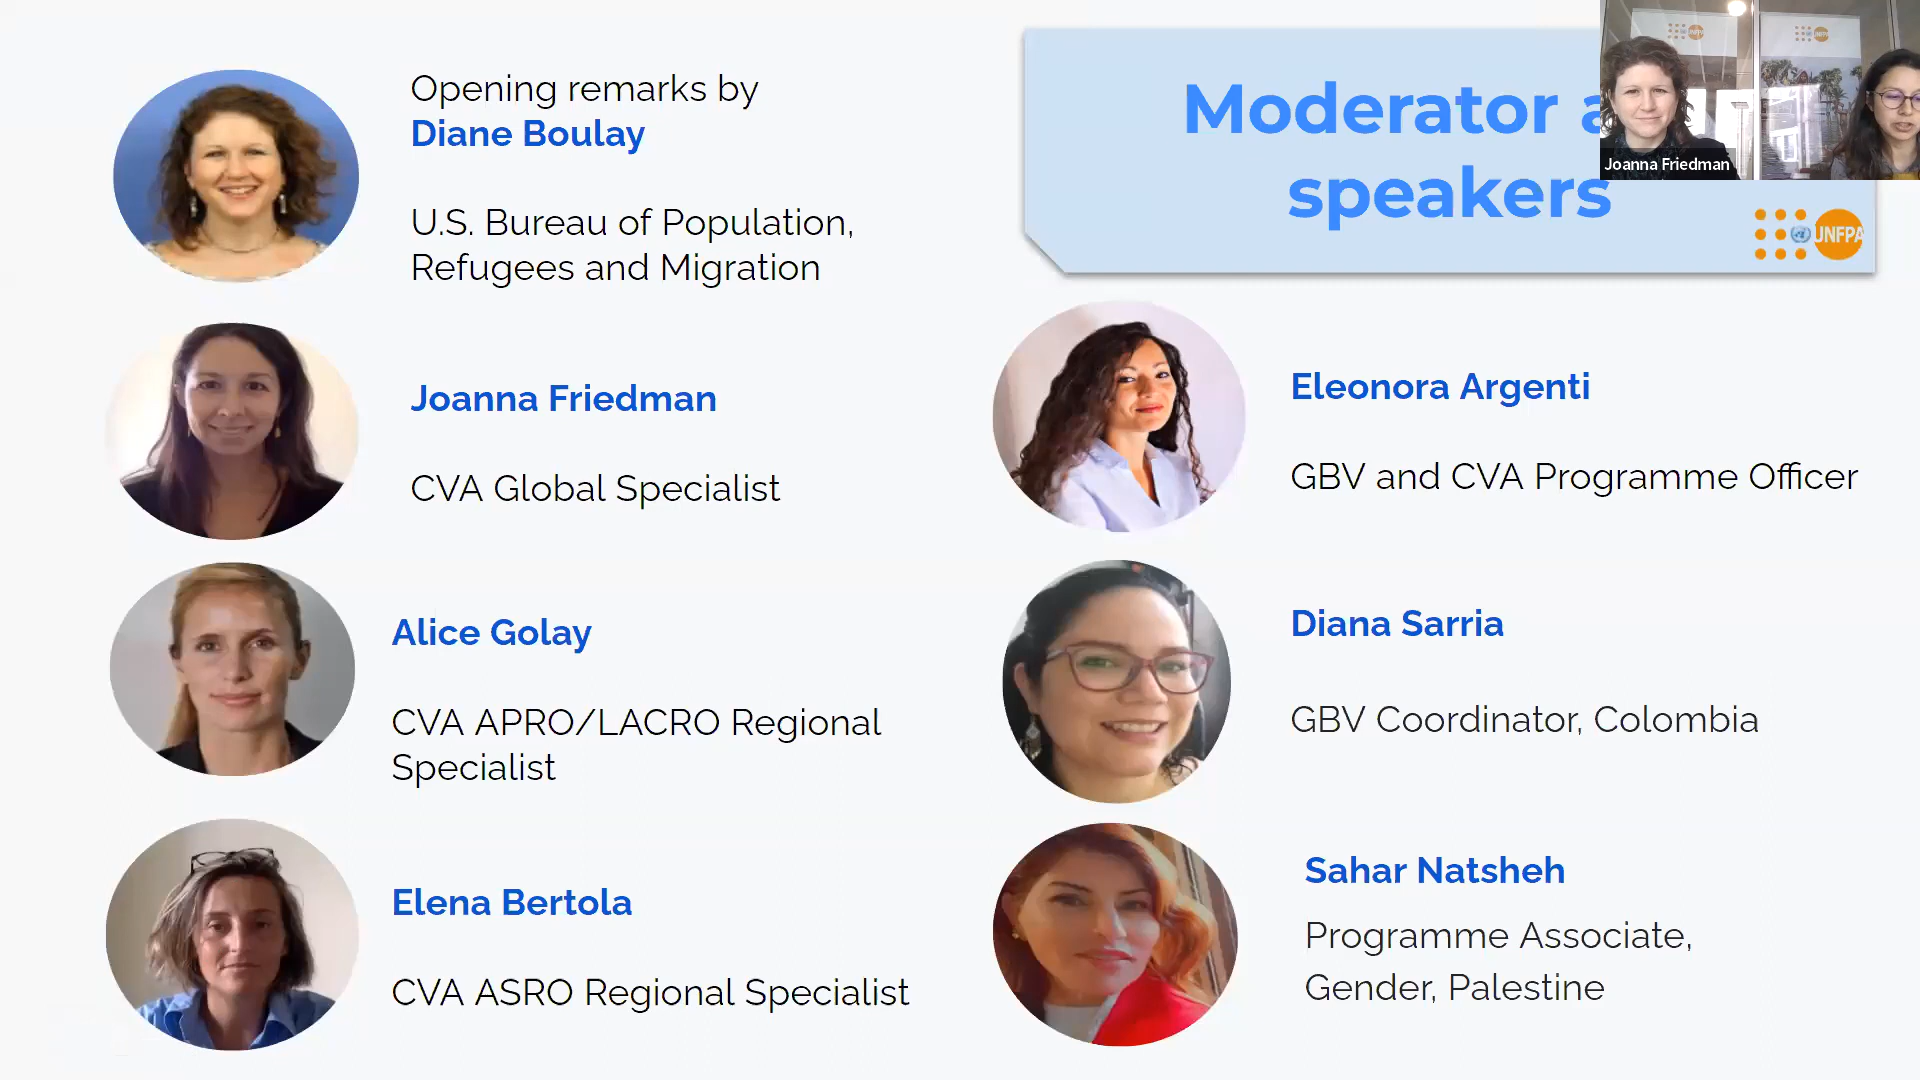 Opening remarks by
Diane Boulay
U.S. Bureau of Population,
Refugees and Migration
Joanna Friedman
CVA Global Specialist
Alice Golay
CVA APRO/LACRO Regional
Specialist
Elena Bertola
CVA ASRO Regional Specialist
Moderator a
speakers
UNFPA
Joanna Friedman
UNFPA
UNFPA
Eleonora Argenti
GBV and CVA Programme Officer
Diana Sarria
GBV Coordinator, Colombia
Sahar Natsheh
Programme Associate,
Gender, Palestine